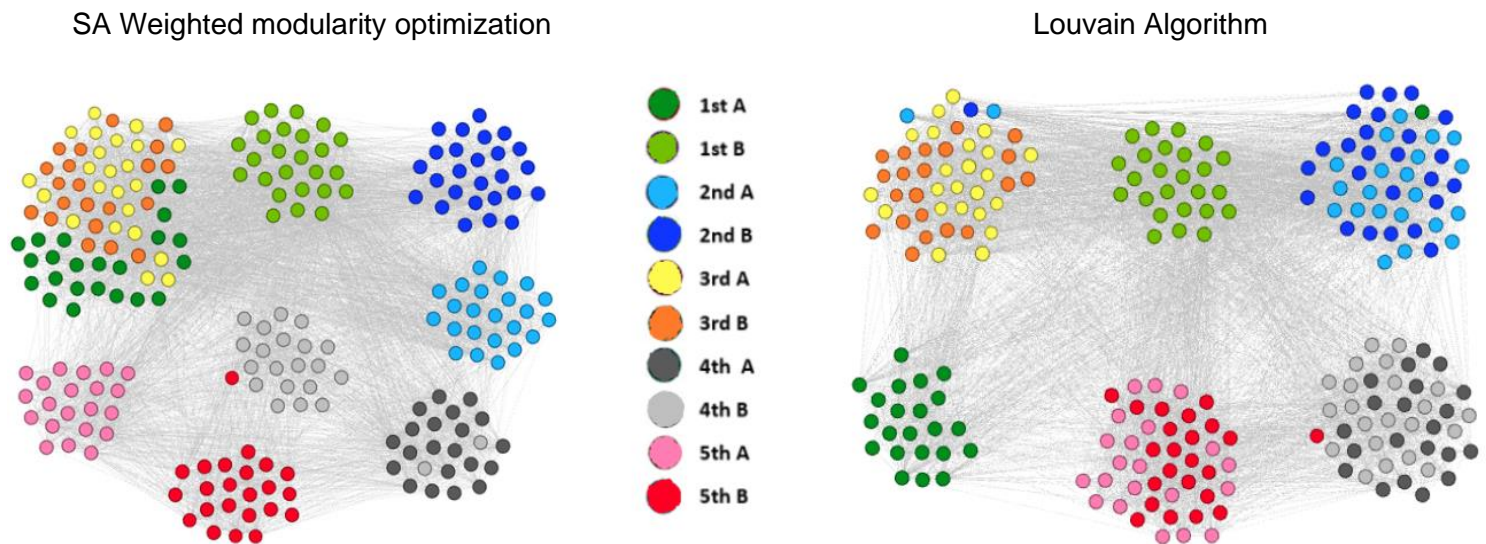 SA Weighted modularity optimization
Louvain Algorithm
1st A
1st B
2nd A
2nd B
3rd A
3rd B
4th A
4th B
5th A
5th B